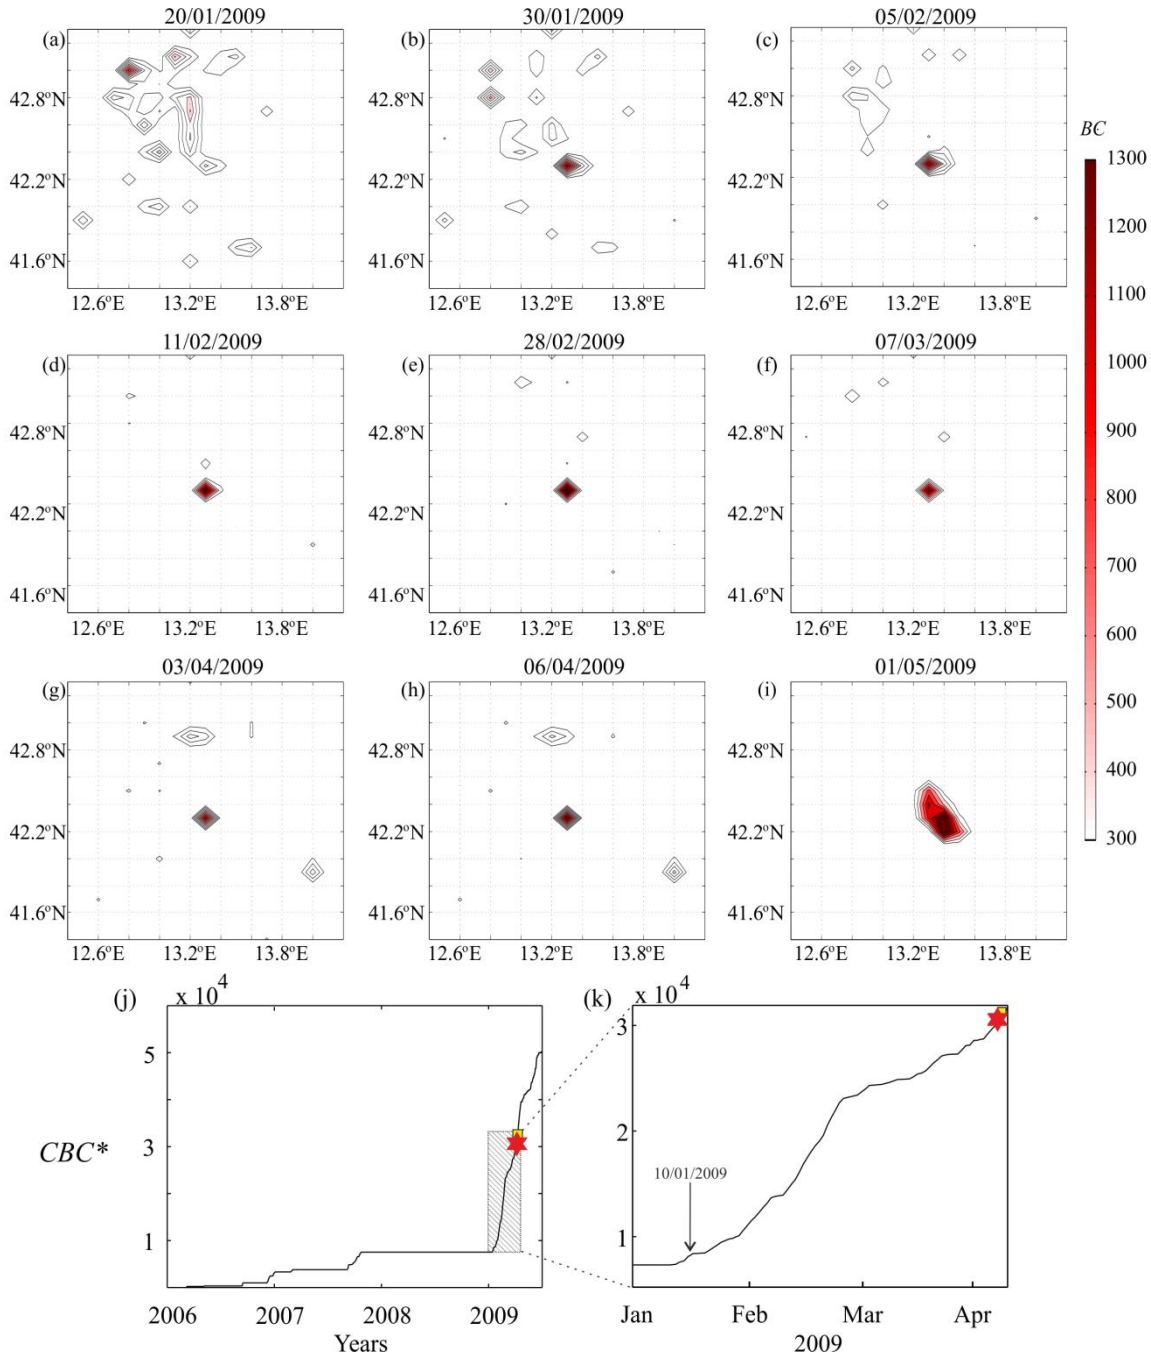 20/01/2009
30/01/2009
05/02/2009
(a)
(b)
(c)
42.8ºN
42.2ºN
41.6ºN
42.8ºN
42.2ºN
41.6ºN
42.8ºN
42.2ºN
41.6ºN
12.6ºE 13.2ºE 13.8ºE
12.6ºE 13.2ºE 13.8ºE
12.6ºE 13.2ºE 13.8ºE
BC
1300
1200
1100
1000
900
800
700
600
500
400
300
11/02/2009
28/02/2009
07/03/2009
(d)
(e)
(f)
42.8ºN
42.2ºN
41.6ºN
42.8ºN
42.2ºN
41.6ºN
42.8ºN
42.2ºN
41.6ºN
12.6ºE 13.2ºE 13.8ºE
12.6ºE 13.2ºE 13.8ºE
12.6ºE 13.2ºE 13.8ºE
03/04/2009
06/04/2009
01/05/2009
(g)
(h)
(i)
42.8ºN
42.2ºN
41.6ºN
42.8ºN
42.2ºN
41.6ºN
42.8ºN
42.2ºN
41.6ºN
12.6ºE 13.2ºE 13.8ºE
12.6ºE 13.2ºE 13.8ºE
12.6ºE 13.2ºE 13.8ºE
(j)
x 10⁴
5
3
1
CBC*
2006 2007 2008 2009
Years
(k)
x 10⁴
3
2
1
10/01/2009
Jan Feb Mar Apr
2009